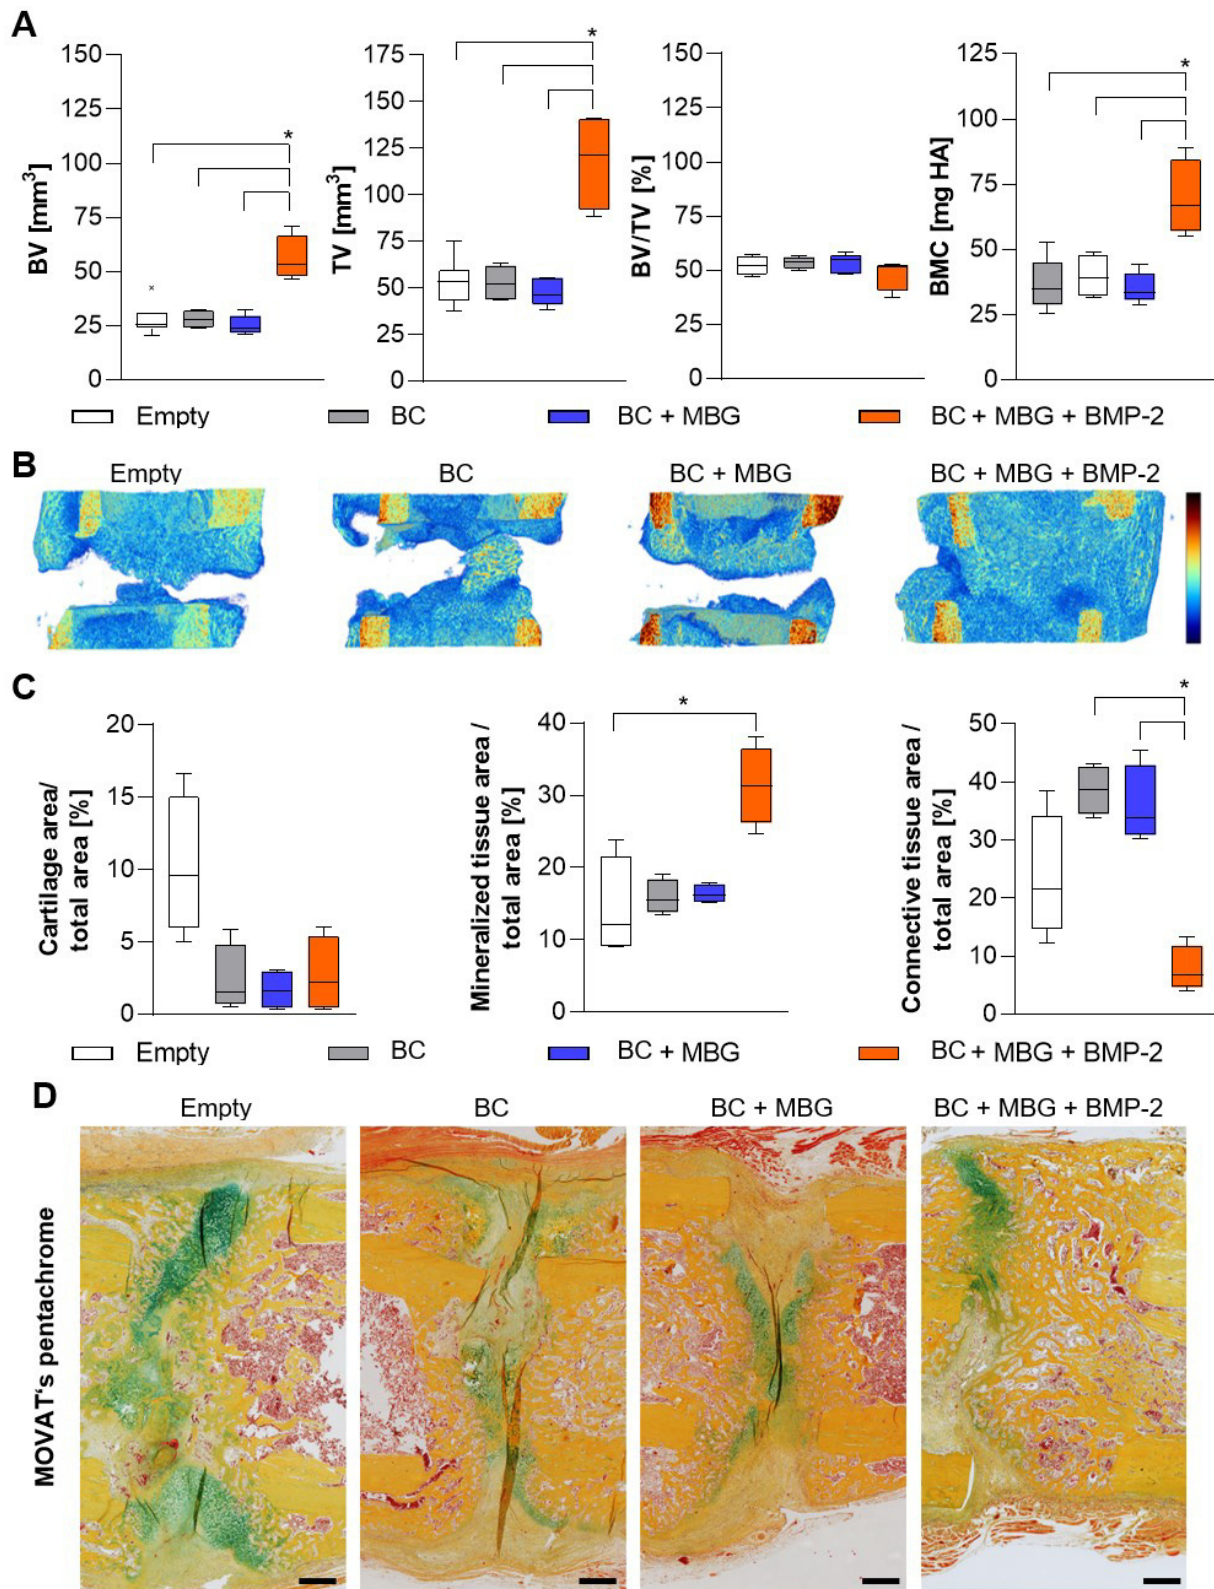 A
BV [mm³]
150
125
100
75
50
25
0
*
×
TV [mm³]
175
150
125
100
75
50
25
0
*
BV/TV [%]
150
125
100
75
50
25
0
BMC [mg HA]
125
100
75
50
25
0
*
Empty
BC
BC + MBG
BC + MBG + BMP-2
B
Empty
BC
BC + MBG
BC + MBG + BMP-2
C
Cartilage area/
total area [%]
20
15
10
5
0
Mineralized tissue area /
total area [%]
40
30
20
10
0
*
Connective tissue area /
total area [%]
50
40
30
20
10
0
*
Empty
BC
BC + MBG
BC + MBG + BMP-2
D
Empty
BC
BC + MBG
BC + MBG + BMP-2
MOVAT‘s pentachrome